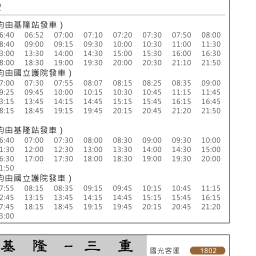 均由基隆站發車）
6:40 06:52 07:00 07:10 07:20 07:30 07:50 08:00
8:40 09:00 09:15 09:30 10:00 10:30 11:00 11:30
3:00 13:30 14:00 14:30 15:00 15:30 16:00 16:30
8:00 18:30 19:00 19:30 20:00 20:30 21:10 21:50
均由國立護院發車）
7:00 07:30 07:55 08:07 08:15 08:25 08:35 09:00
9:25 09:45 10:00 10:15 10:30 10:45 11:15 11:45
3:15 13:45 14:15 14:45 15:15 15:45 16:15 16:45
8:15 18:45 19:15 19:45 20:15 20:45 21:20 21:50
均由基隆站發車）
6:40 07:00 07:30 08:00 08:30 09:00 09:30 10:00
1:30 12:00 12:30 13:00 13:30 14:00 14:30 15:00
6:30 17:00 17:30 18:00 18:30 19:00 19:30 20:00
1:50
均由國立護院發車）
7:55 08:15 08:35 09:15 09:45 10:15 10:45 11:15
2:45 13:15 13:45 14:15 14:45 15:15 15:45 16:15
7:45 18:15 18:45 19:15 19:45 20:15 20:45 21:20
3:00
基 隆 – 三 重
國光客運 1802